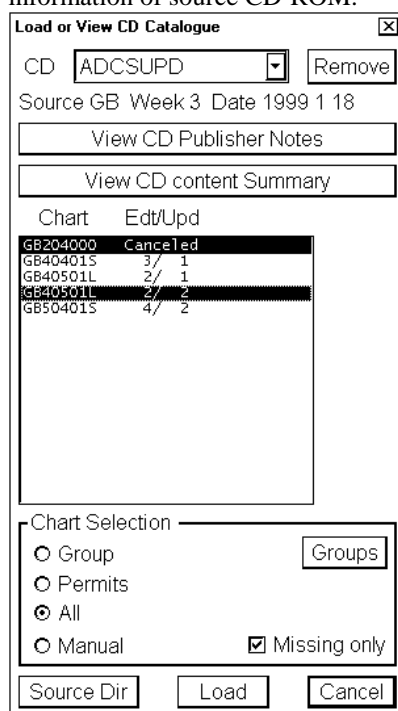 information of source CD ROM.
Load or View CD Catalogue
CD ADCSUPD Remove
Source GB Week 3 Date 1999 1 18
View CD Publisher Notes
View CD content Summary
Chart Edt/Upd
GB204000 Canceled
GB40401S 3/ 1
GB40501L 2/ 1
GB40501L 2/ 2
GB50401S 4/ 2
Chart Selection
Group Groups
Permits
All
Manual Missing only
Source Dir Load Cancel